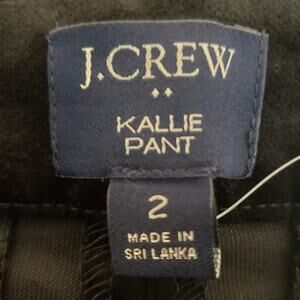 J.CREW
KALLIE
PANT
2
MADE IN
SRI LANKA